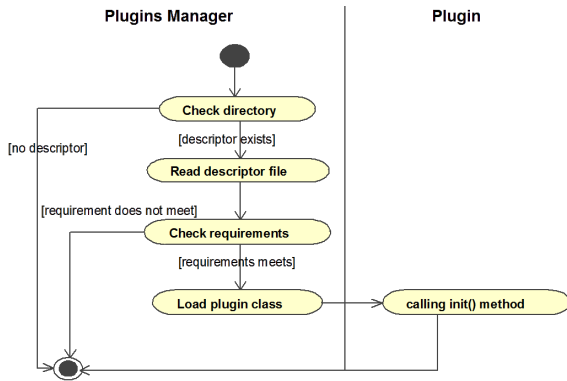 Plugins Manager
Plugin
Check directory
[descriptor exists]
[no descriptor]
Read descriptor file
[requirement does not meet]
Check requirements
[requirements meets]
Load plugin class
calling init() method